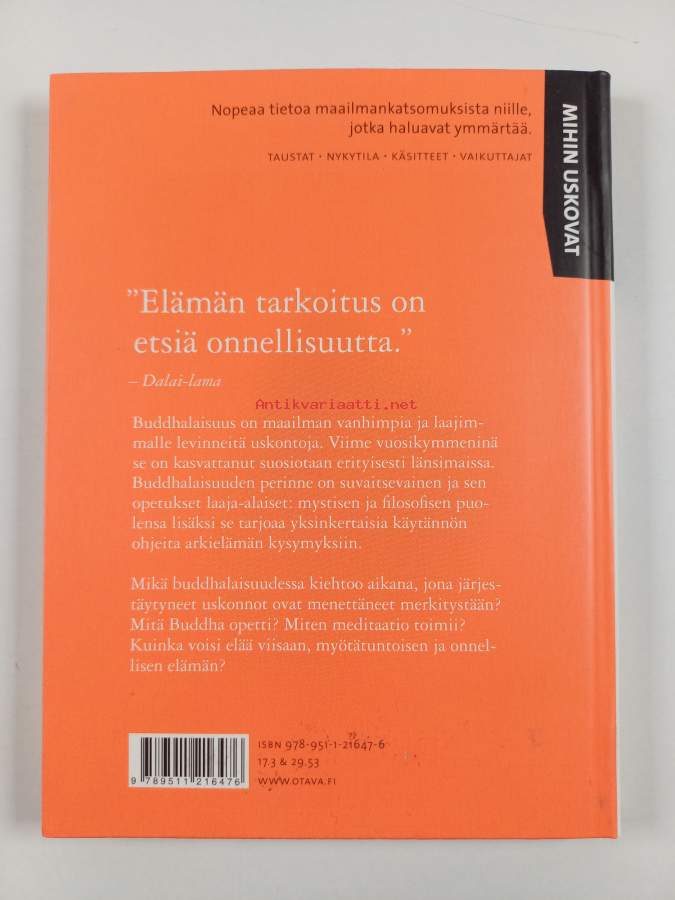 Nopeaa tietoa maailmankatsomuksista niille,
jotka haluavat ymmärtää.
TAUSTAT · NYKYTILA · KÄSITTEET · VAIKUTTAJAT
MIHIN USKOVAT
”Elämän tarkoitus on
etsiä onnellisuutta.”
– Dalai-lama
Antikvariaatti.net
Buddhalaisuus on maailman vanhimpia ja laajim-
malle levinneitä uskontoja. Viime vuosikymmeninä
se on kasvattanut suosiotaan erityisesti länsimaissa.
Buddhalaisuuden perinne on suvaitsevainen ja sen
opetukset laaja-alaiset: mystisen ja filosofisen puo-
lensa lisäksi se tarjoaa yksinkertaisia käytännön
ohjeita arkielämän kysymyksiin.
Mikä buddhalaisuudessa kiehtoo aikana, jona järjes-
täytyneet uskonnot ovat menettäneet merkitystään?
Mitä Buddha opetti? Miten meditaatio toimii?
Kuinka voisi elää viisaan, myötätuntoisen ja onnel-
lisen elämän?
ISBN 978-951-1-21647-6
17.3 & 29.53
WWW.OTAVA.FI
9 789511 216476